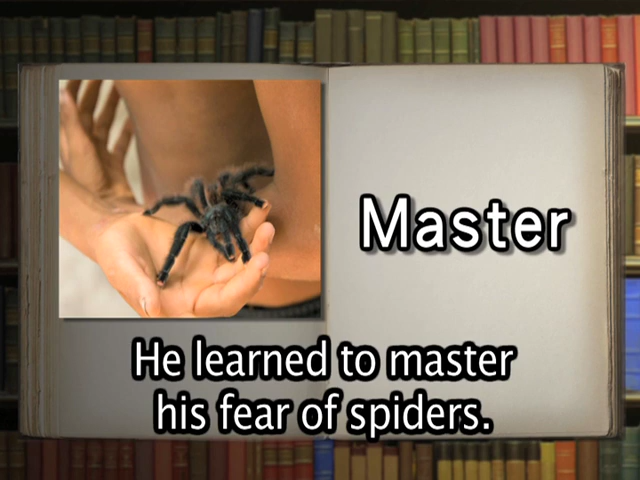 Master
He learned to master
his fear of spiders.